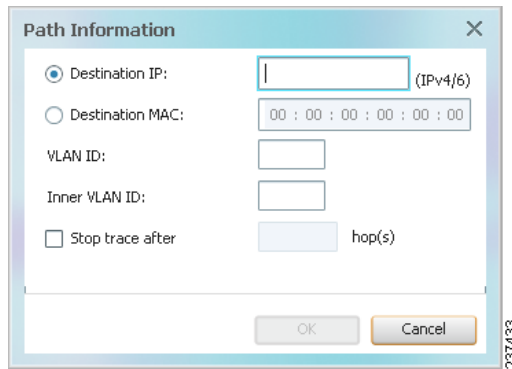 Path Information
Destination IP: (IPv4/6)
Destination MAC: 00 : 00 : 00 : 00 : 00 : 00
VLAN ID:
Inner VLAN ID:
Stop trace after hop(s)
OK Cancel
237433